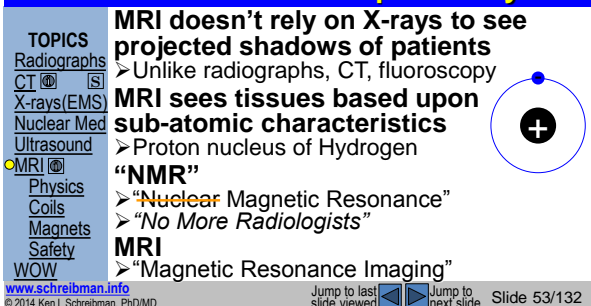 TOPICS
Radiographs
CT S
X-rays(EMS)
Nuclear Med
Ultrasound
MRI
Physics
Coils
Magnets
Safety
WOW
MRI doesn’t rely on X-rays to see
projected shadows of patients
➢Unlike radiographs, CT, fluoroscopy
MRI sees tissues based upon
sub-atomic characteristics
➢Proton nucleus of Hydrogen
“NMR”
➢“Nuclear Magnetic Resonance”
➢“No More Radiologists”
MRI
➢“Magnetic Resonance Imaging”
+
www.schreibman.info
© 2014 Ken L Schreibman, PhD/MD
Jump to last
slide viewed
Jump to
next slide
Slide 53/132